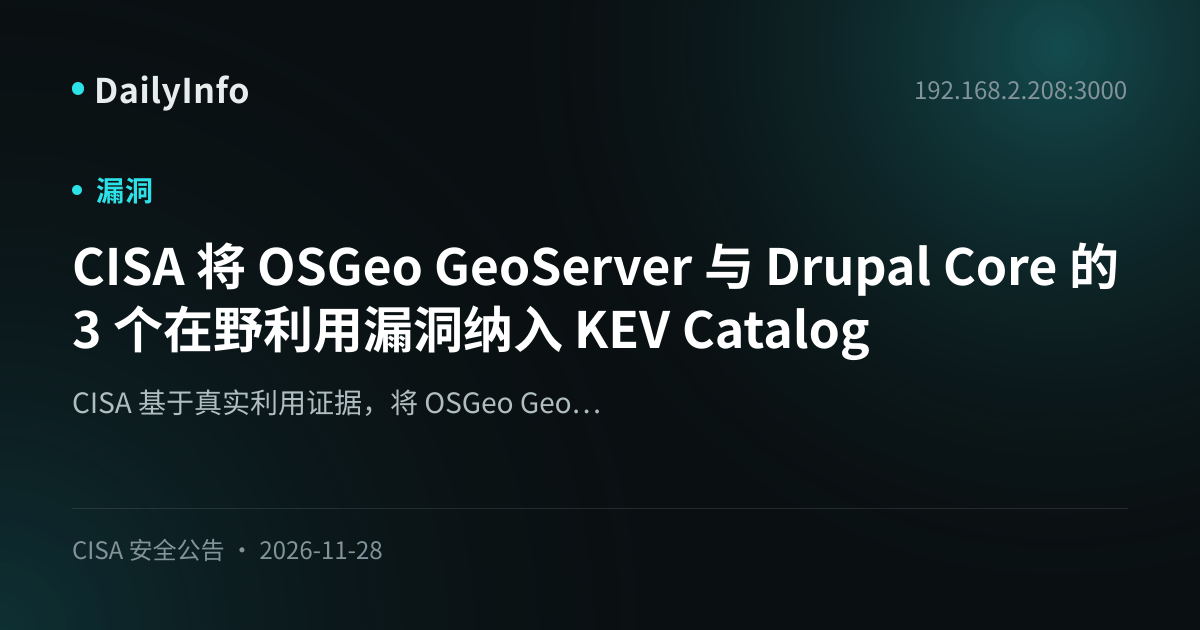 DailyInfo
192.168.2.208:3000
漏洞
CISA 将 OSGeo GeoServer 与 Drupal Core 的
3 个在野利用漏洞纳入 KEV Catalog
CISA 基于真实利用证据，将 OSGeo Geo…
CISA 安全公告 · 2026-11-28